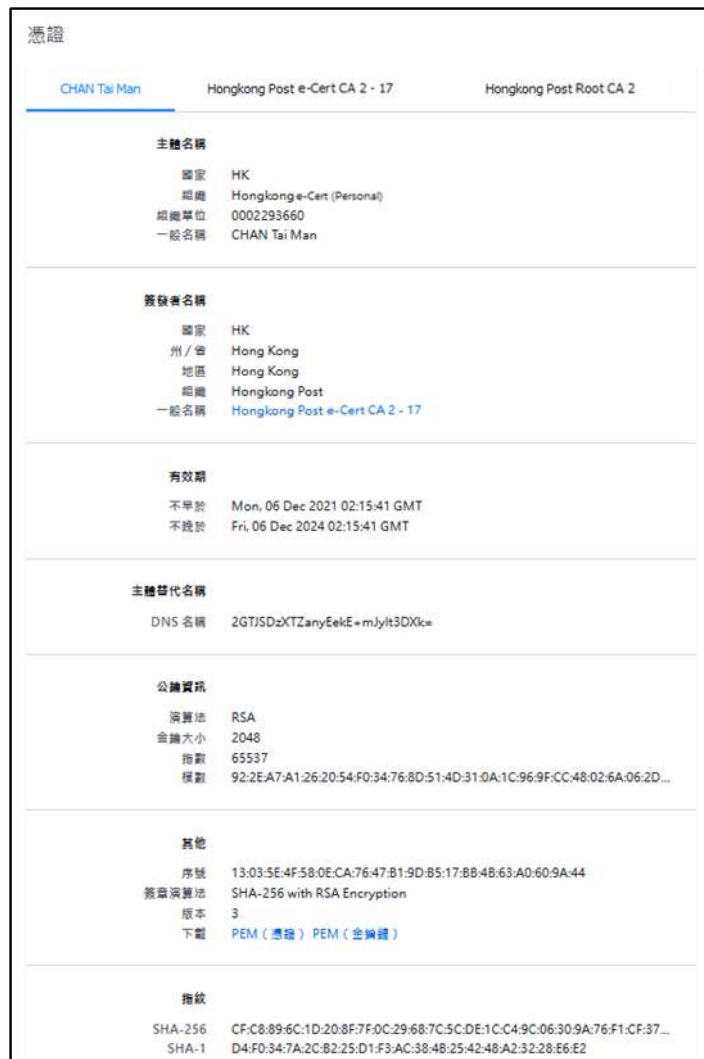 憑證
CHAN Tai Man Hongkong Post e-Cert CA 2 - 17 Hongkong Post Root CA 2
主體名稱
國家 HK
組織 Hongkong e-Cert (Personal)
組織單位 0002293660
一般名稱 CHAN Tai Man
簽發者名稱
國家 HK
州/省 Hong Kong
地區 Hong Kong
組織 Hongkong Post
一般名稱 Hongkong Post e-Cert CA 2 - 17
有效期
不早於 Mon, 06 Dec 2021 02:15:41 GMT
不晚於 Fri, 06 Dec 2024 02:15:41 GMT
主體替代名稱
DNS 名稱 2GTJSDzXTZanyEekE+mJylt3DXk=
公鑰資訊
演算法 RSA
金鑰大小 2048
指數 65537
模數 92:2E:A7:A1:26:20:54:F0:34:76:8D:51:4D:31:0A:1C:96:9F:CC:48:02:6A:06:2D...
其他
序號 13:03:5E:4F:58:0E:CA:76:47:B1:9D:B5:17:BB:4B:63:A0:60:9A:44
簽章演算法 SHA-256 with RSA Encryption
版本 3
下載 PEM(憑證) PEM(金鑰鏈)
指紋
SHA-256 CF:C8:89:6C:1D:20:8F:7F:0C:29:68:7C:5C:DE:1C:C4:9C:06:30:9A:76:F1:CF:37...
SHA-1 D4:F0:34:7A:2C:B2:25:D1:F3:AC:38:4B:25:42:48:A2:32:28:E6:E2